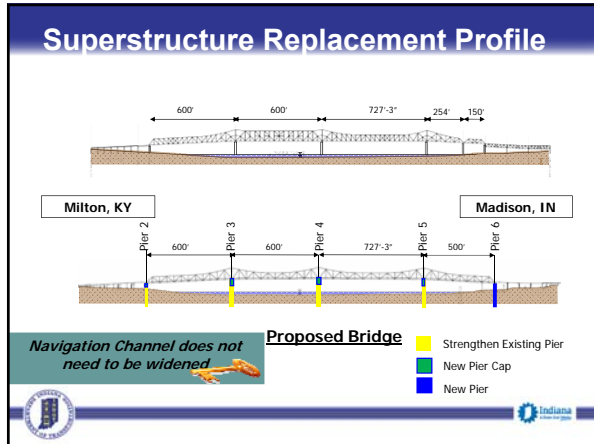 Superstructure Replacement Profile
600'
600'
727'-3"
254'
150'
Milton, KY
Madison, IN
Pier 2
Pier 3
Pier 4
Pier 5
Pier 6
600'
600'
727'-3"
500'
Navigation Channel does not
need to be widened
Proposed Bridge
Strengthen Existing Pier
New Pier Cap
New Pier
Indiana